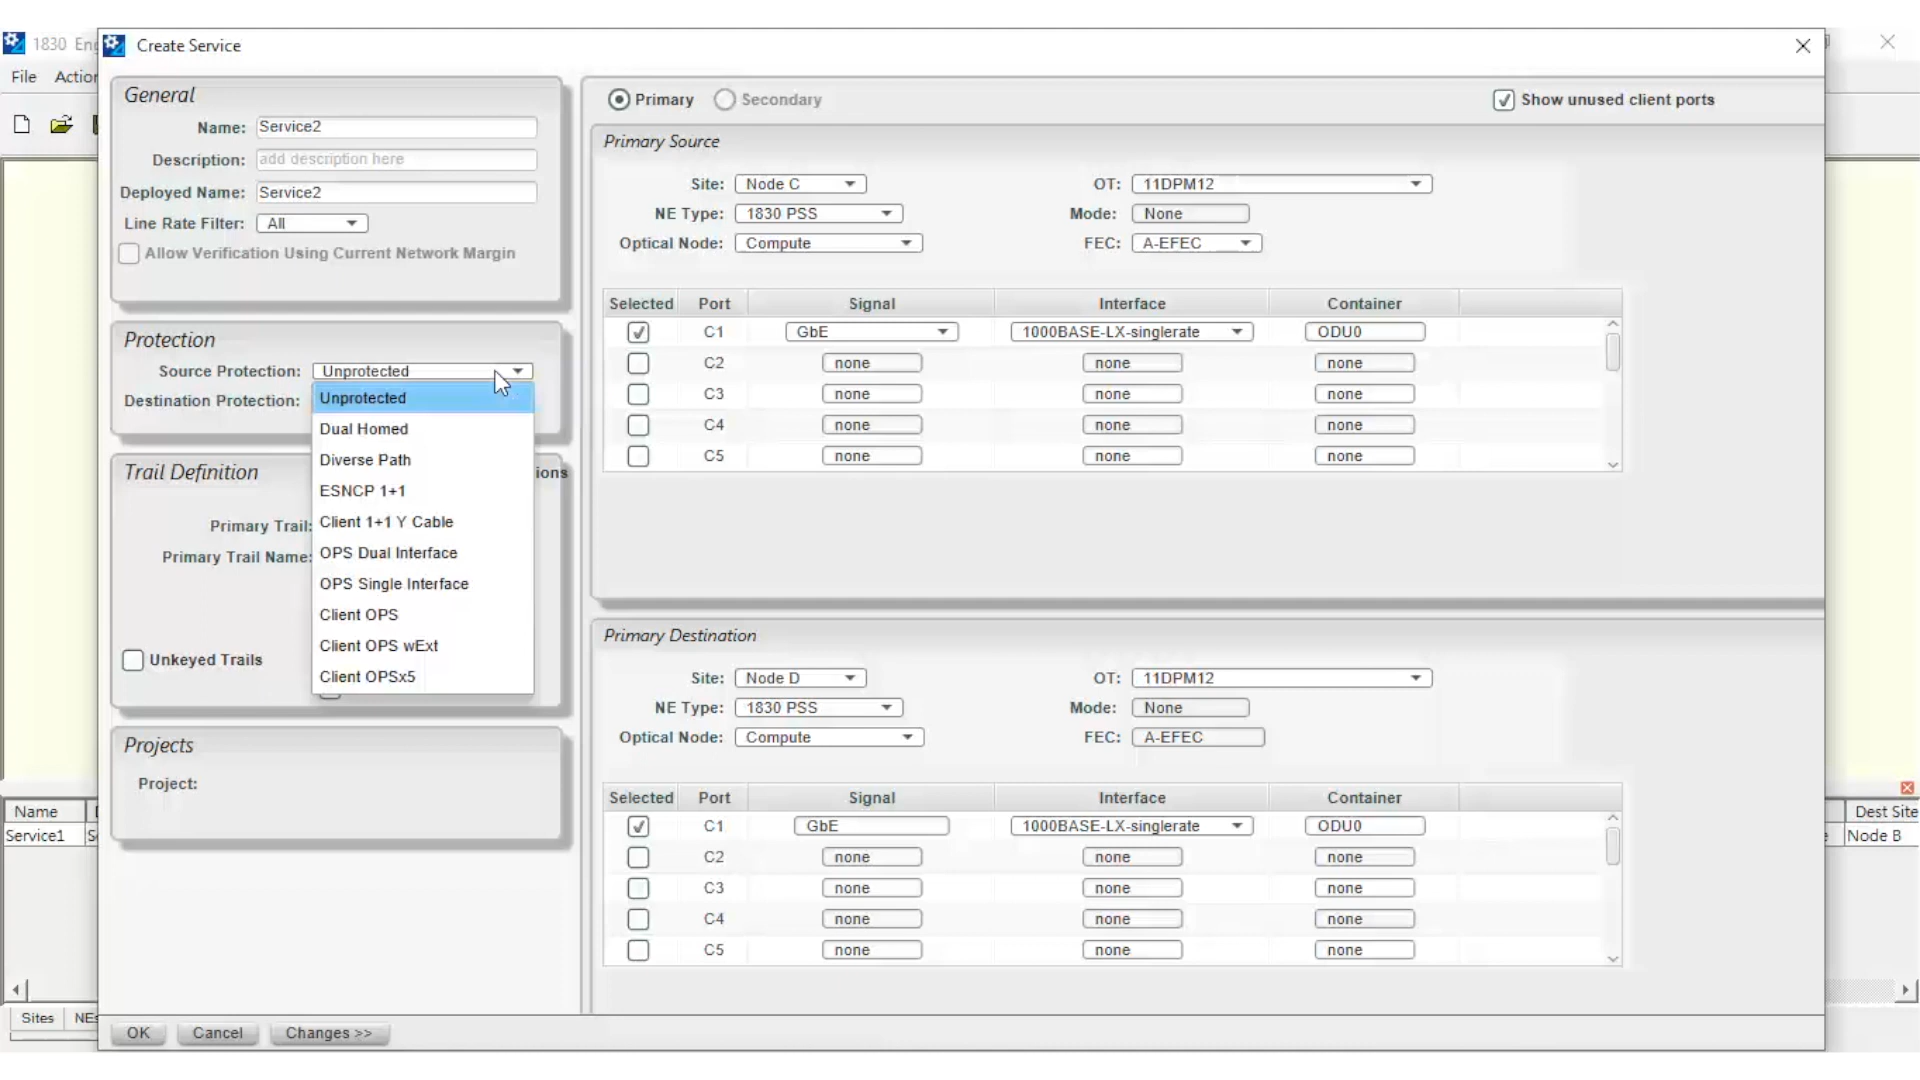 1830 Eng
Create Service
File Action
General
Name: Service2
Description: add description here
Deployed Name: Service2
Line Rate Filter: All
Allow Verification Using Current Network Margin
Protection
Source Protection: Unprotected
Destination Protection:
Unprotected
Dual Homed
Diverse Path
ESNCP 1+1
Client 1+1 Y Cable
OPS Dual Interface
OPS Single Interface
Client OPS
Client OPS wExt
Client OPSx5
Trail Definition
ions
Primary Trail:
Primary Trail Name:
Unkeyed Trails
Projects
Project:
Primary Secondary Show unused client ports
Primary Source
Site: Node C OT: 11DPM12
NE Type: 1830 PSS Mode: None
Optical Node: Compute FEC: A-EFEC
Selected Port Signal Interface Container
C1 GbE 1000BASE-LX-singlerate ODU0
C2 none none none
C3 none none none
C4 none none none
C5 none none none
Primary Destination
Site: Node D OT: 11DPM12
NE Type: 1830 PSS Mode: None
Optical Node: Compute FEC: A-EFEC
Selected Port Signal Interface Container
C1 GbE 1000BASE-LX-singlerate ODU0
C2 none none none
C3 none none none
C4 none none none
C5 none none none
Name Dest Site
Service1 Node B
Sites NEs
OK Cancel Changes >>